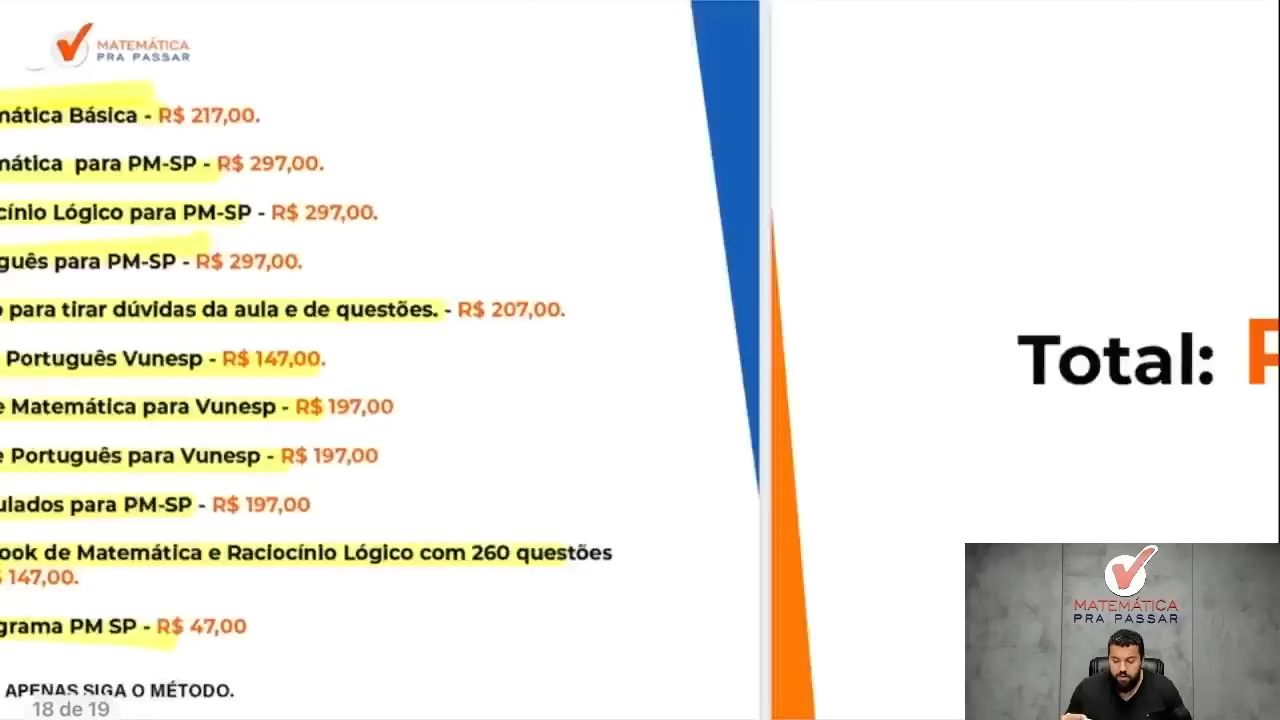 MATEMÁTICA
PRA PASSAR
mática Básica - R$ 217,00.
mática para PM-SP - R$ 297,00.
cínio Lógico para PM-SP - R$ 297,00.
guês para PM-SP - R$ 297,00.
o para tirar dúvidas da aula e de questões. - R$ 207,00.
Português Vunesp - R$ 147,00.
e Matemática para Vunesp - R$ 197,00
e Português para Vunesp - R$ 197,00
ulados para PM-SP - R$ 197,00
ook de Matemática e Raciocínio Lógico com 260 questões
$ 147,00.
grama PM SP - R$ 47,00
APENAS SIGA O MÉTODO.
18 de 19
Total:
MATEMÁTICA
PRA PASSAR